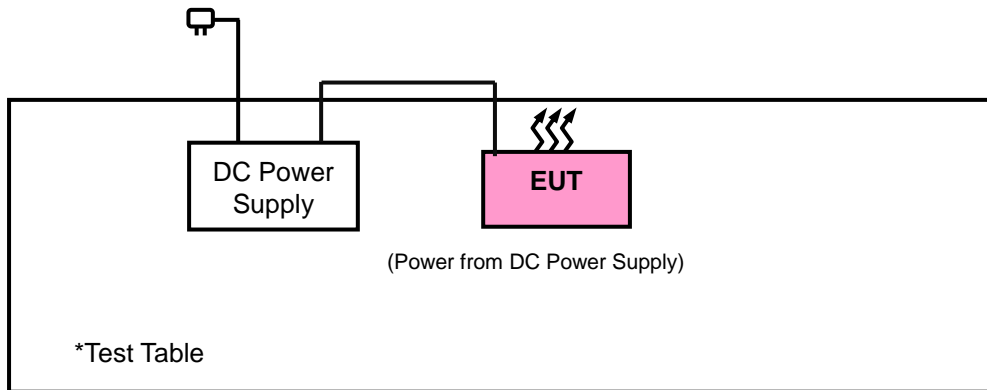 DC Power
Supply
EUT
(Power from DC Power Supply)
*Test Table